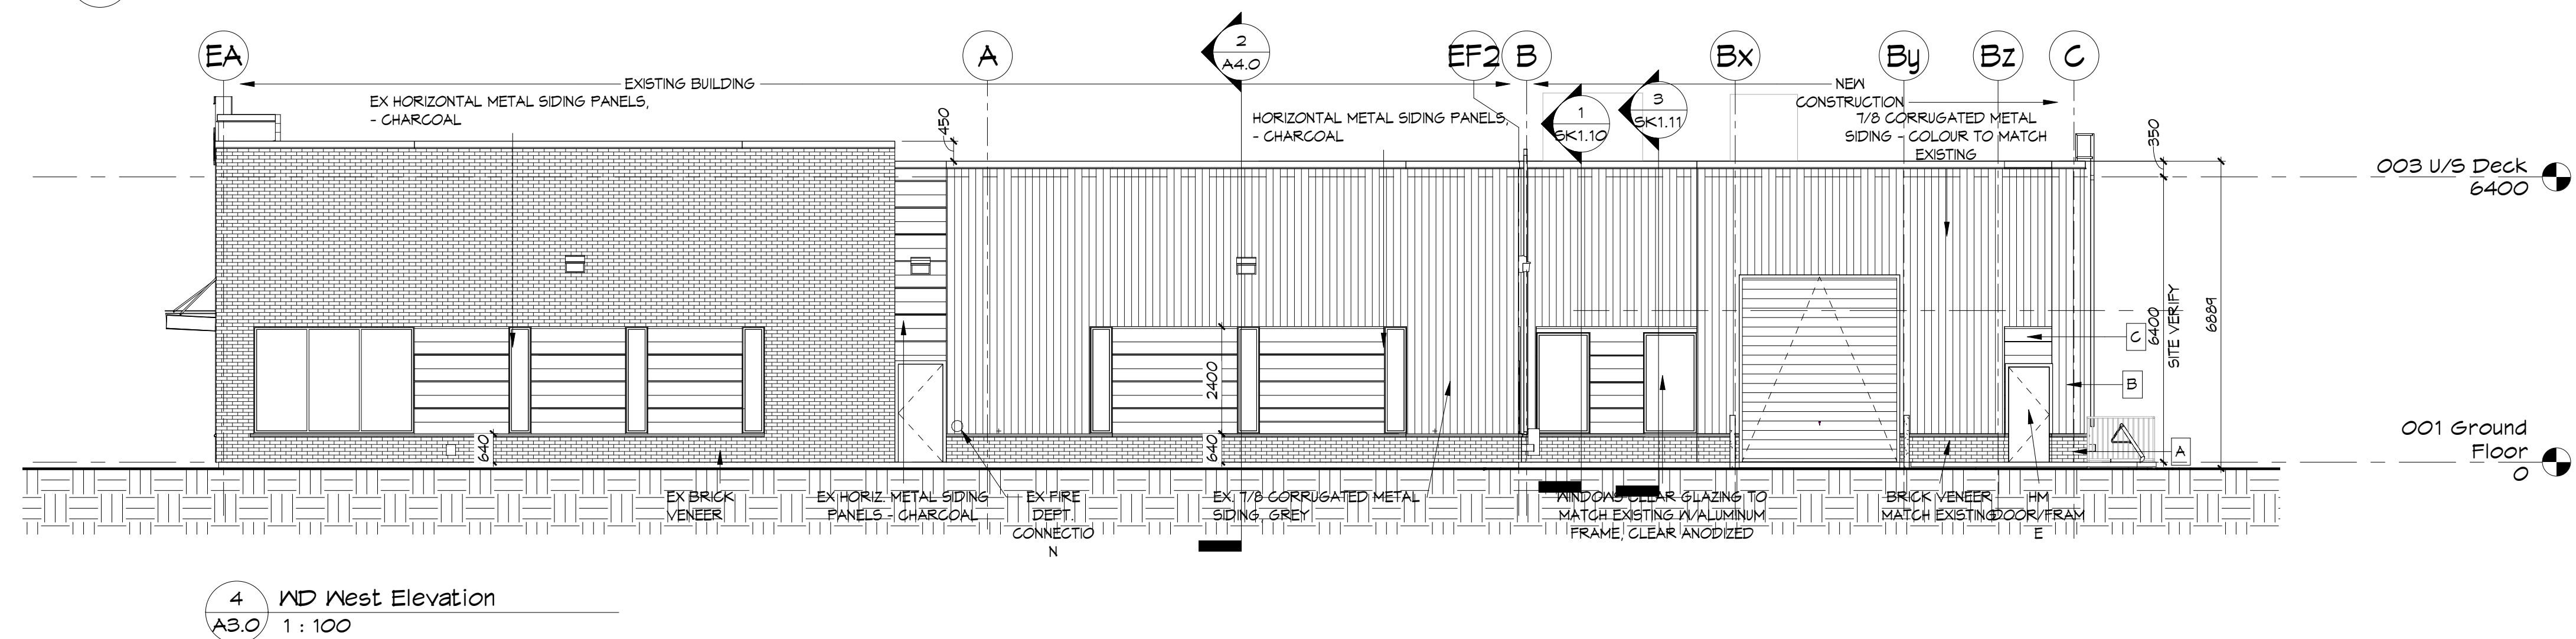 EA
A
2
A4.0
EF2
B
Bx
By
Bz
C
EXISTING BUILDING
NEW
CONSTRUCTION
EX HORIZONTAL METAL SIDING PANELS,
- CHARCOAL
450
HORIZONTAL METAL SIDING PANELS,
- CHARCOAL
1
SK1.10
3
SK1.11
7/8 CORRUGATED METAL
SIDING - COLOUR TO MATCH
EXISTING
350
003 U/S Deck
6400
6400
SITE VERIFY
6889
2400
C
B
A
640
640
001 Ground
Floor
0
EX BRICK
VENEER
EX HORIZ. METAL SIDING
PANELS - CHARCOAL
EX FIRE
DEPT.
CONNECTIO
N
EX. 7/8 CORRUGATED METAL
SIDING, GREY
WINDOWS CLEAR GLAZING TO
MATCH EXISTING W/ALUMINUM
FRAME, CLEAR ANODIZED
BRICK VENEER
MATCH EXISTING
HM
DOOR/FRAM
E
4
A3.0
WD West Elevation
1 : 100